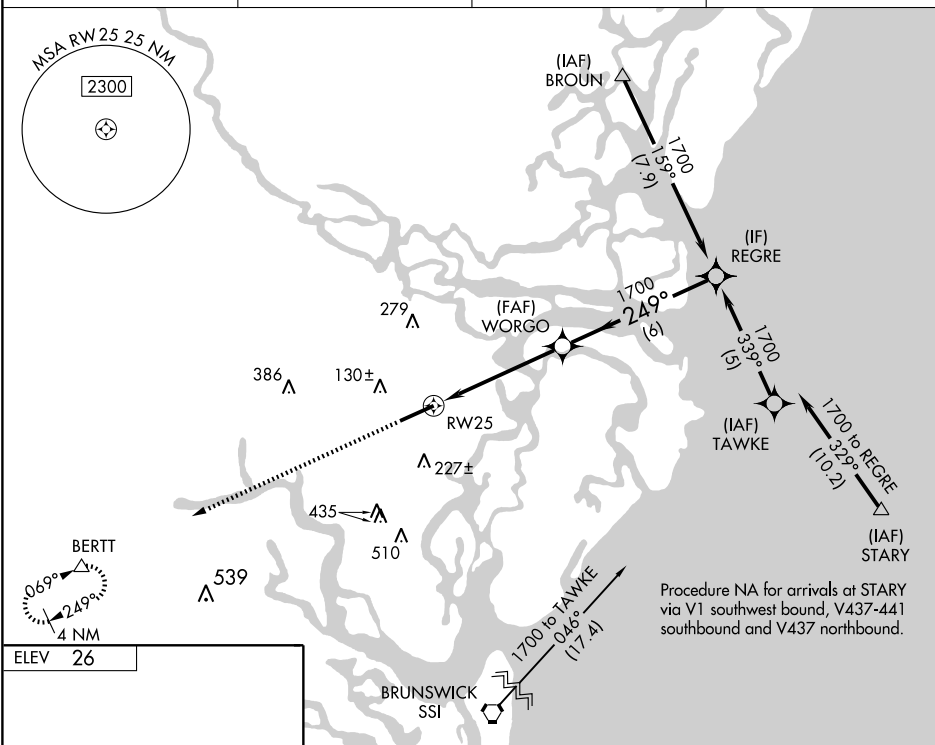 MSA RW25 25 NM
2300
(IAF)
BROUN
1700
159°
(7.9)
(IF)
REGRE
1700
249°
(6)
(FAF)
WORGO
279
386
130±
RW25
1700
339°
(5)
(IAF)
TAWKE
1700 to REGRE
329°
(10.2)
(IAF)
STARY
227±
435
510
BERTT
069°
249°
4 NM
539
1700 to TAWKE
046°
(17.4)
Procedure NA for arrivals at STARY
via V1 southwest bound, V437-441
southbound and V437 northbound.
ELEV 26
BRUNSWICK
SSI